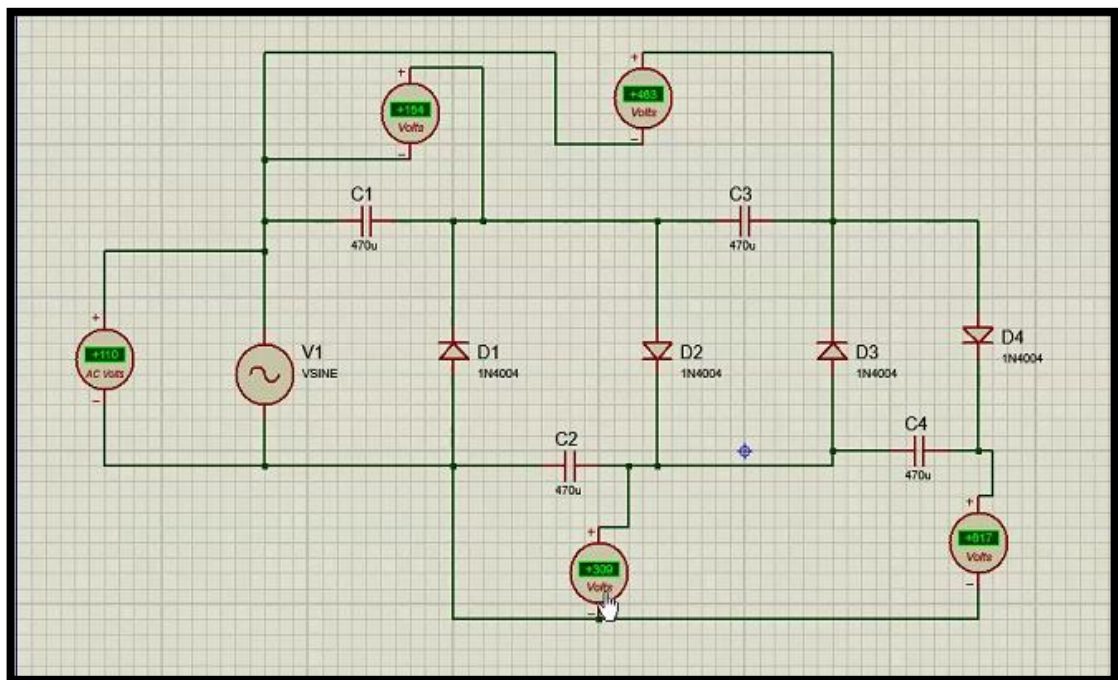 +
+463
Volts
−
+
+154
Volts
−
C1
470u
C3
470u
+
+110
AC Volts
−
V1
VSINE
D1
1N4004
D2
1N4004
D3
1N4004
D4
1N4004
C2
470u
C4
470u
+
+617
Volts
−
+
+309
Volts
−